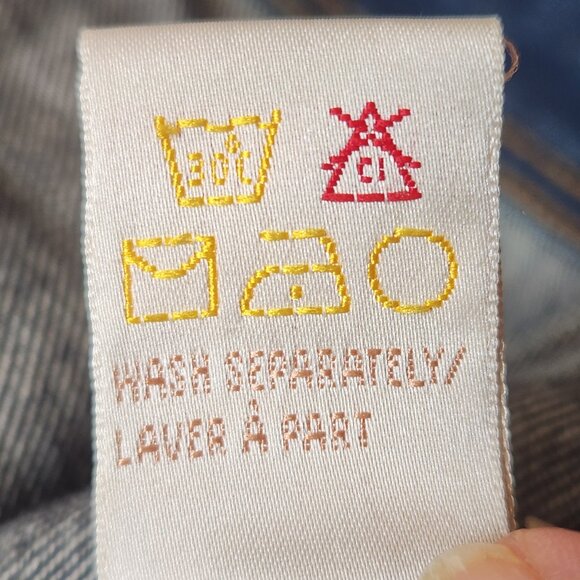 30°C
Cl
WASH SEPARATELY/
LAVER À PART